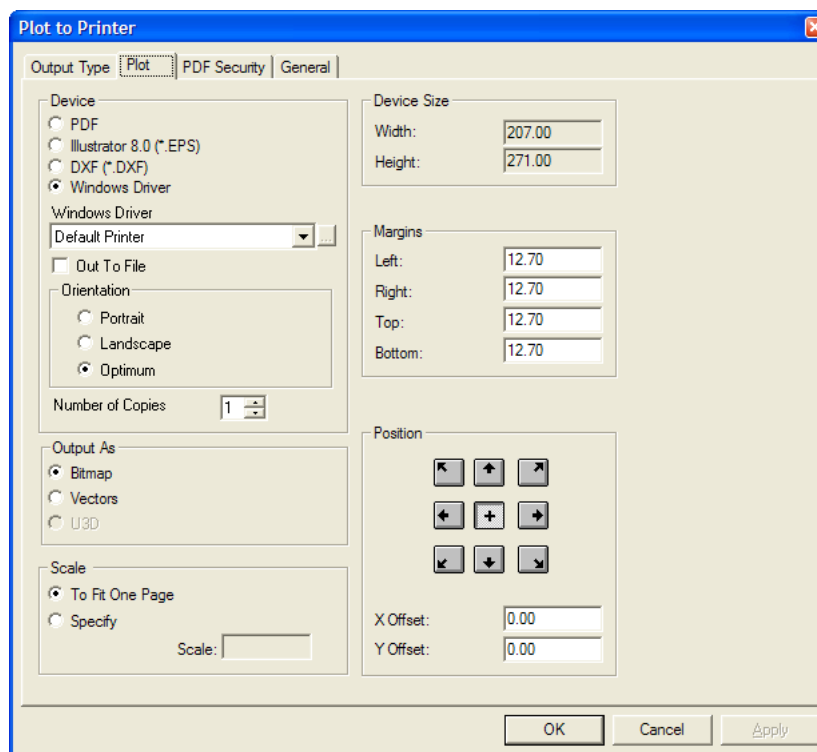 Plot to Printer
Output Type Plot PDF Security General
Device
PDF
Illustrator 8.0 (*.EPS)
DXF (*.DXF)
Windows Driver
Windows Driver
Default Printer ...
Out To File
Orientation
Portrait
Landscape
Optimum
Number of Copies 1
Output As
Bitmap
Vectors
U3D
Scale
To Fit One Page
Specify
Scale:
Device Size
Width: 207.00
Height: 271.00
Margins
Left: 12.70
Right: 12.70
Top: 12.70
Bottom: 12.70
Position
X Offset: 0.00
Y Offset: 0.00
OK Cancel Apply